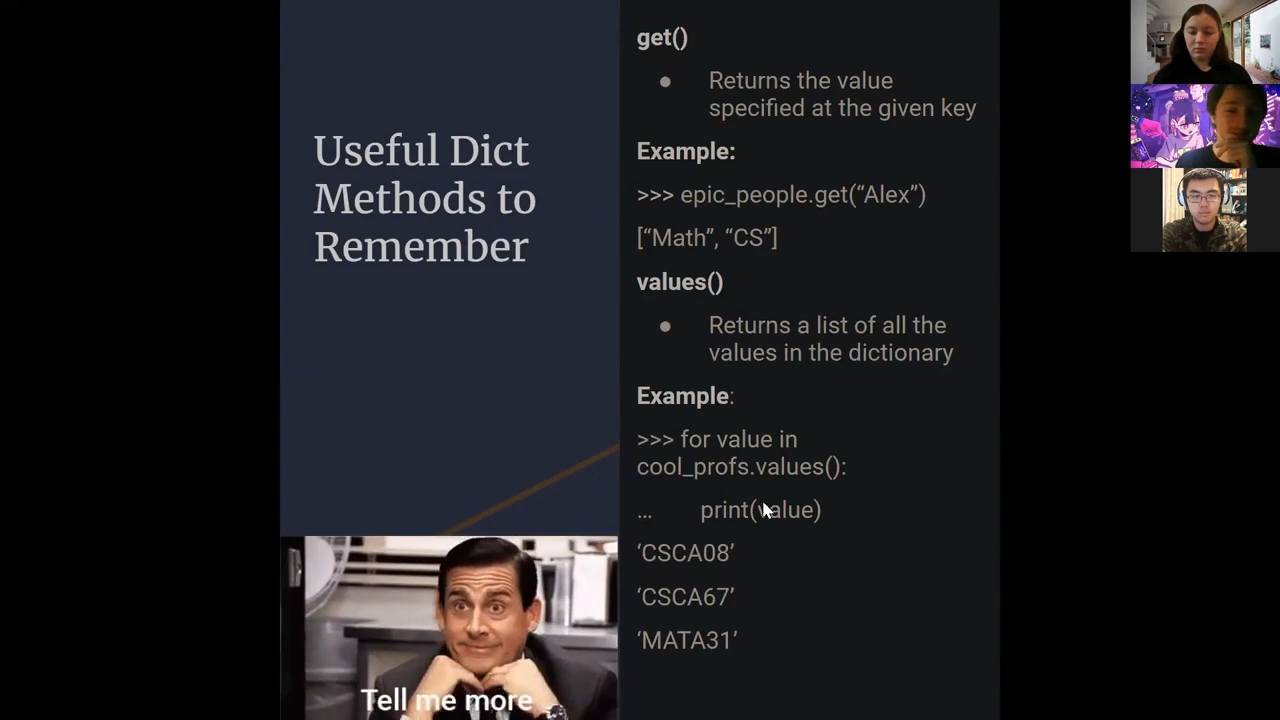 Useful Dict
Methods to
Remember
get()
● Returns the value
specified at the given key
Example:
>>> epic_people.get(“Alex”)
[“Math”, “CS”]
values()
● Returns a list of all the
values in the dictionary
Example:
>>> for value in
cool_profs.values():
… print(value)
‘CSCA08’
‘CSCA67’
‘MATA31’
Tell me more